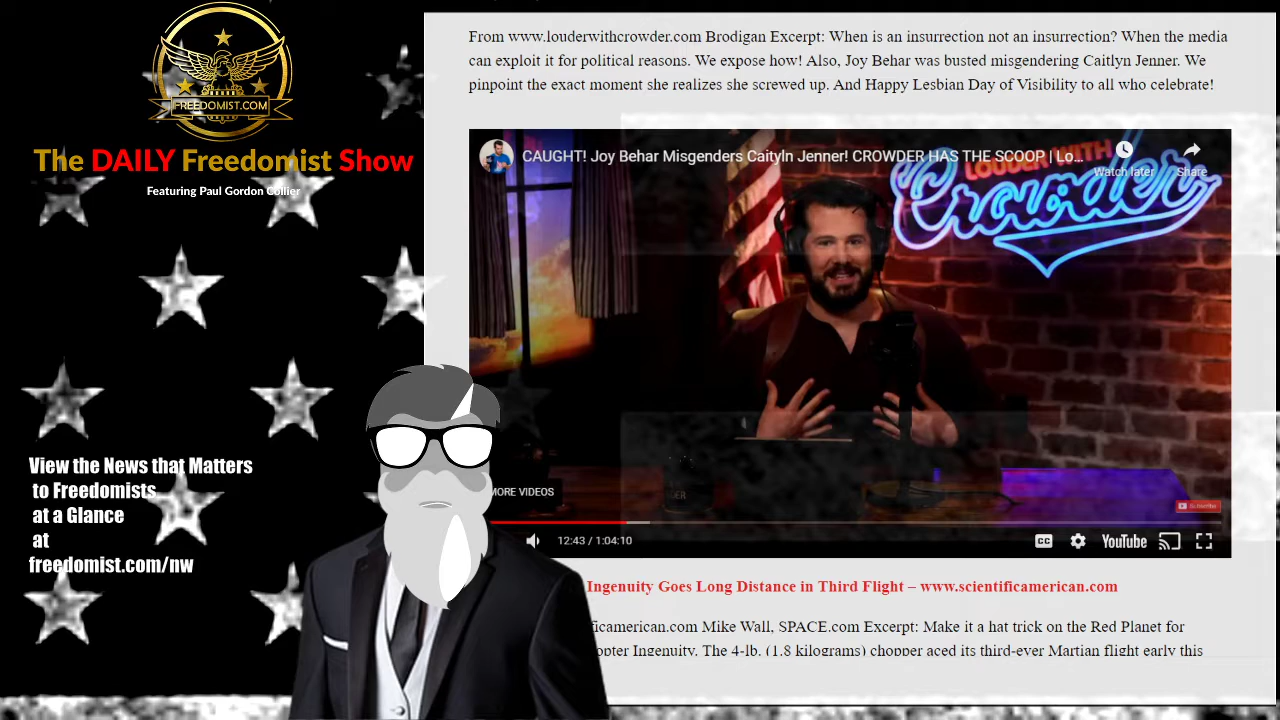 FREEDOMIST.COM
The DAILY Freedomist Show
Featuring Paul Gordon Collier
View the News that Matters
to Freedomists
at a Glance
at
freedomist.com/nw
From www.louderwithcrowder.com Brodigan Excerpt: When is an insurrection not an insurrection? When the media
can exploit it for political reasons. We expose how! Also, Joy Behar was busted misgendering Caitlyn Jenner. We
pinpoint the exact moment she realizes she screwed up. And Happy Lesbian Day of Visibility to all who celebrate!
CAUGHT! Joy Behar Misgenders Caityln Jenner! CROWDER HAS THE SCOOP | Lo...
Watch later
Share
LOUDER WITH
Crowder
MORE VIDEOS
12:43 / 1:04:10
CC
YouTube
Ingenuity Goes Long Distance in Third Flight – www.scientificamerican.com
ificamerican.com Mike Wall, SPACE.com Excerpt: Make it a hat trick on the Red Planet for
opter Ingenuity. The 4-lb. (1.8 kilograms) chopper aced its third-ever Martian flight early this